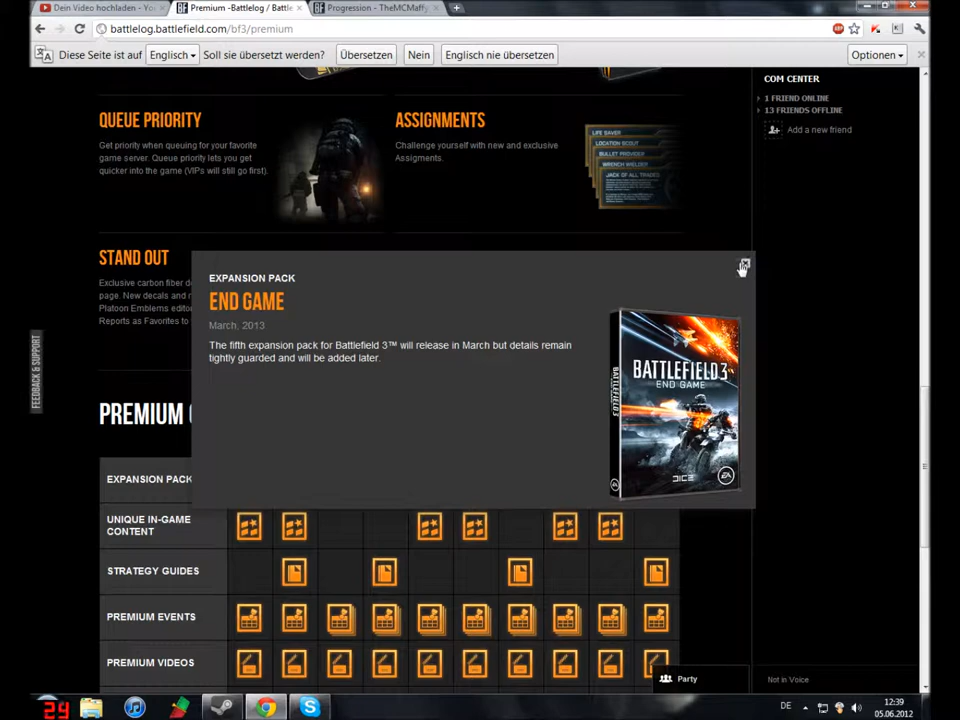 Dein Video hochladen - Yo
Premium -Battlelog / Battle
Progression - TheMCMaffy
battlelog.battlefield.com/bf3/premium
Diese Seite ist auf Englisch Soll sie übersetzt werden? Übersetzen Nein Englisch nie übersetzen Optionen
COM CENTER
1 FRIEND ONLINE
13 FRIENDS OFFLINE
Add a new friend
QUEUE PRIORITY
Get priority when queuing for your favorite
game server. Queue priority lets you get
quicker into the game (VIPs will still go first).
ASSIGNMENTS
Challenge yourself with new and exclusive
Assigments.
LIFE SAVER
LOCATION SCOUT
BULLET PROVIDER
WRENCH WIELDER
JACK OF ALL TRADES
STAND OUT
Exclusive carbon fiber d
page. New decals and n
Platoon Emblems editor
Reports as Favorites to
EXPANSION PACK
END GAME
March, 2013
The fifth expansion pack for Battlefield 3™ will release in March but details remain
tightly guarded and will be added later.
BATTLEFIELD 3
BATTLEFIELD 3
END GAME
DICE
EA
EA
FEEDBACK & SUPPORT
PREMIUM
EXPANSION PACK
UNIQUE IN-GAME
CONTENT
STRATEGY GUIDES
PREMIUM EVENTS
PREMIUM VIDEOS
Party
Not in Voice
24
DE
12:39
05.06.2012